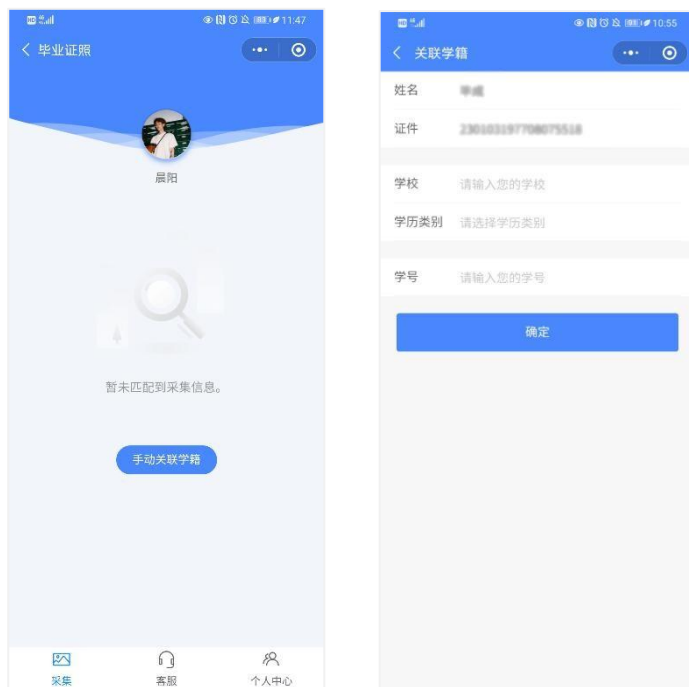 11:47
毕业证照
晨阳
暂未匹配到采集信息。
手动关联学籍
采集
客服
个人中心
10:55
关联学籍
姓名
证件
学校 请输入您的学校
学历类别 请选择学历类别
学号 请输入您的学号
确定